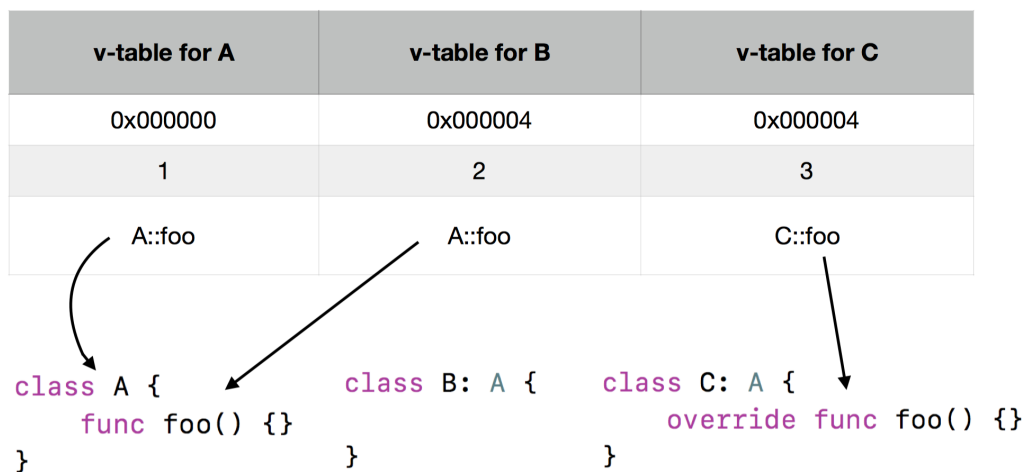 v-table for A v-table for B v-table for C
0x000000 0x000004 0x000004
1 2 3
A::foo A::foo C::foo
class A {
    func foo() {}
}
class B: A {

}
class C: A {
    override func foo() {}
}